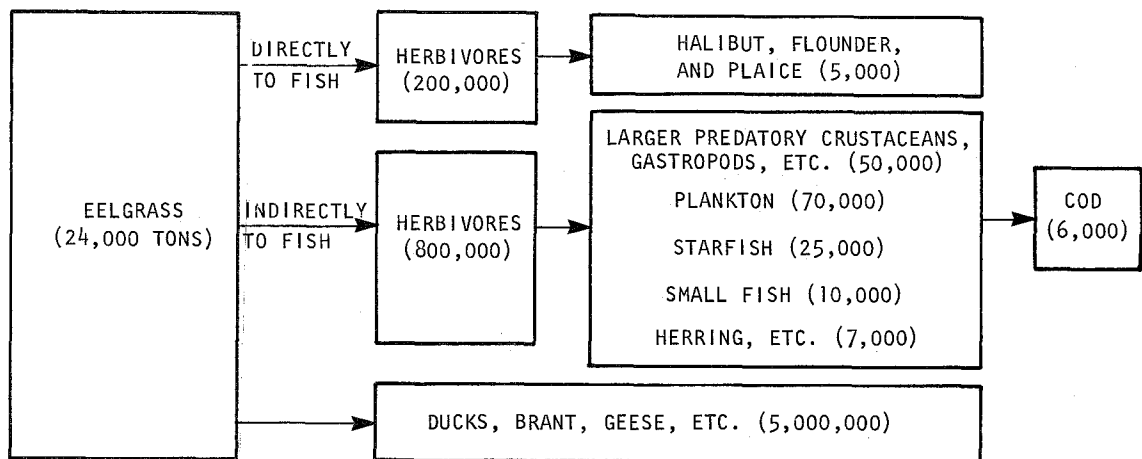 EELGRASS
(24,000 TONS)
DIRECTLY
TO FISH
HERBIVORES
(200,000)
HALIBUT, FLOUNDER,
AND PLAICE (5,000)
INDIRECTLY
TO FISH
HERBIVORES
(800,000)
LARGER PREDATORY CRUSTACEANS,
GASTROPODS, ETC. (50,000)
PLANKTON (70,000)
STARFISH (25,000)
SMALL FISH (10,000)
HERRING, ETC. (7,000)
COD
(6,000)
DUCKS, BRANT, GEESE, ETC. (5,000,000)